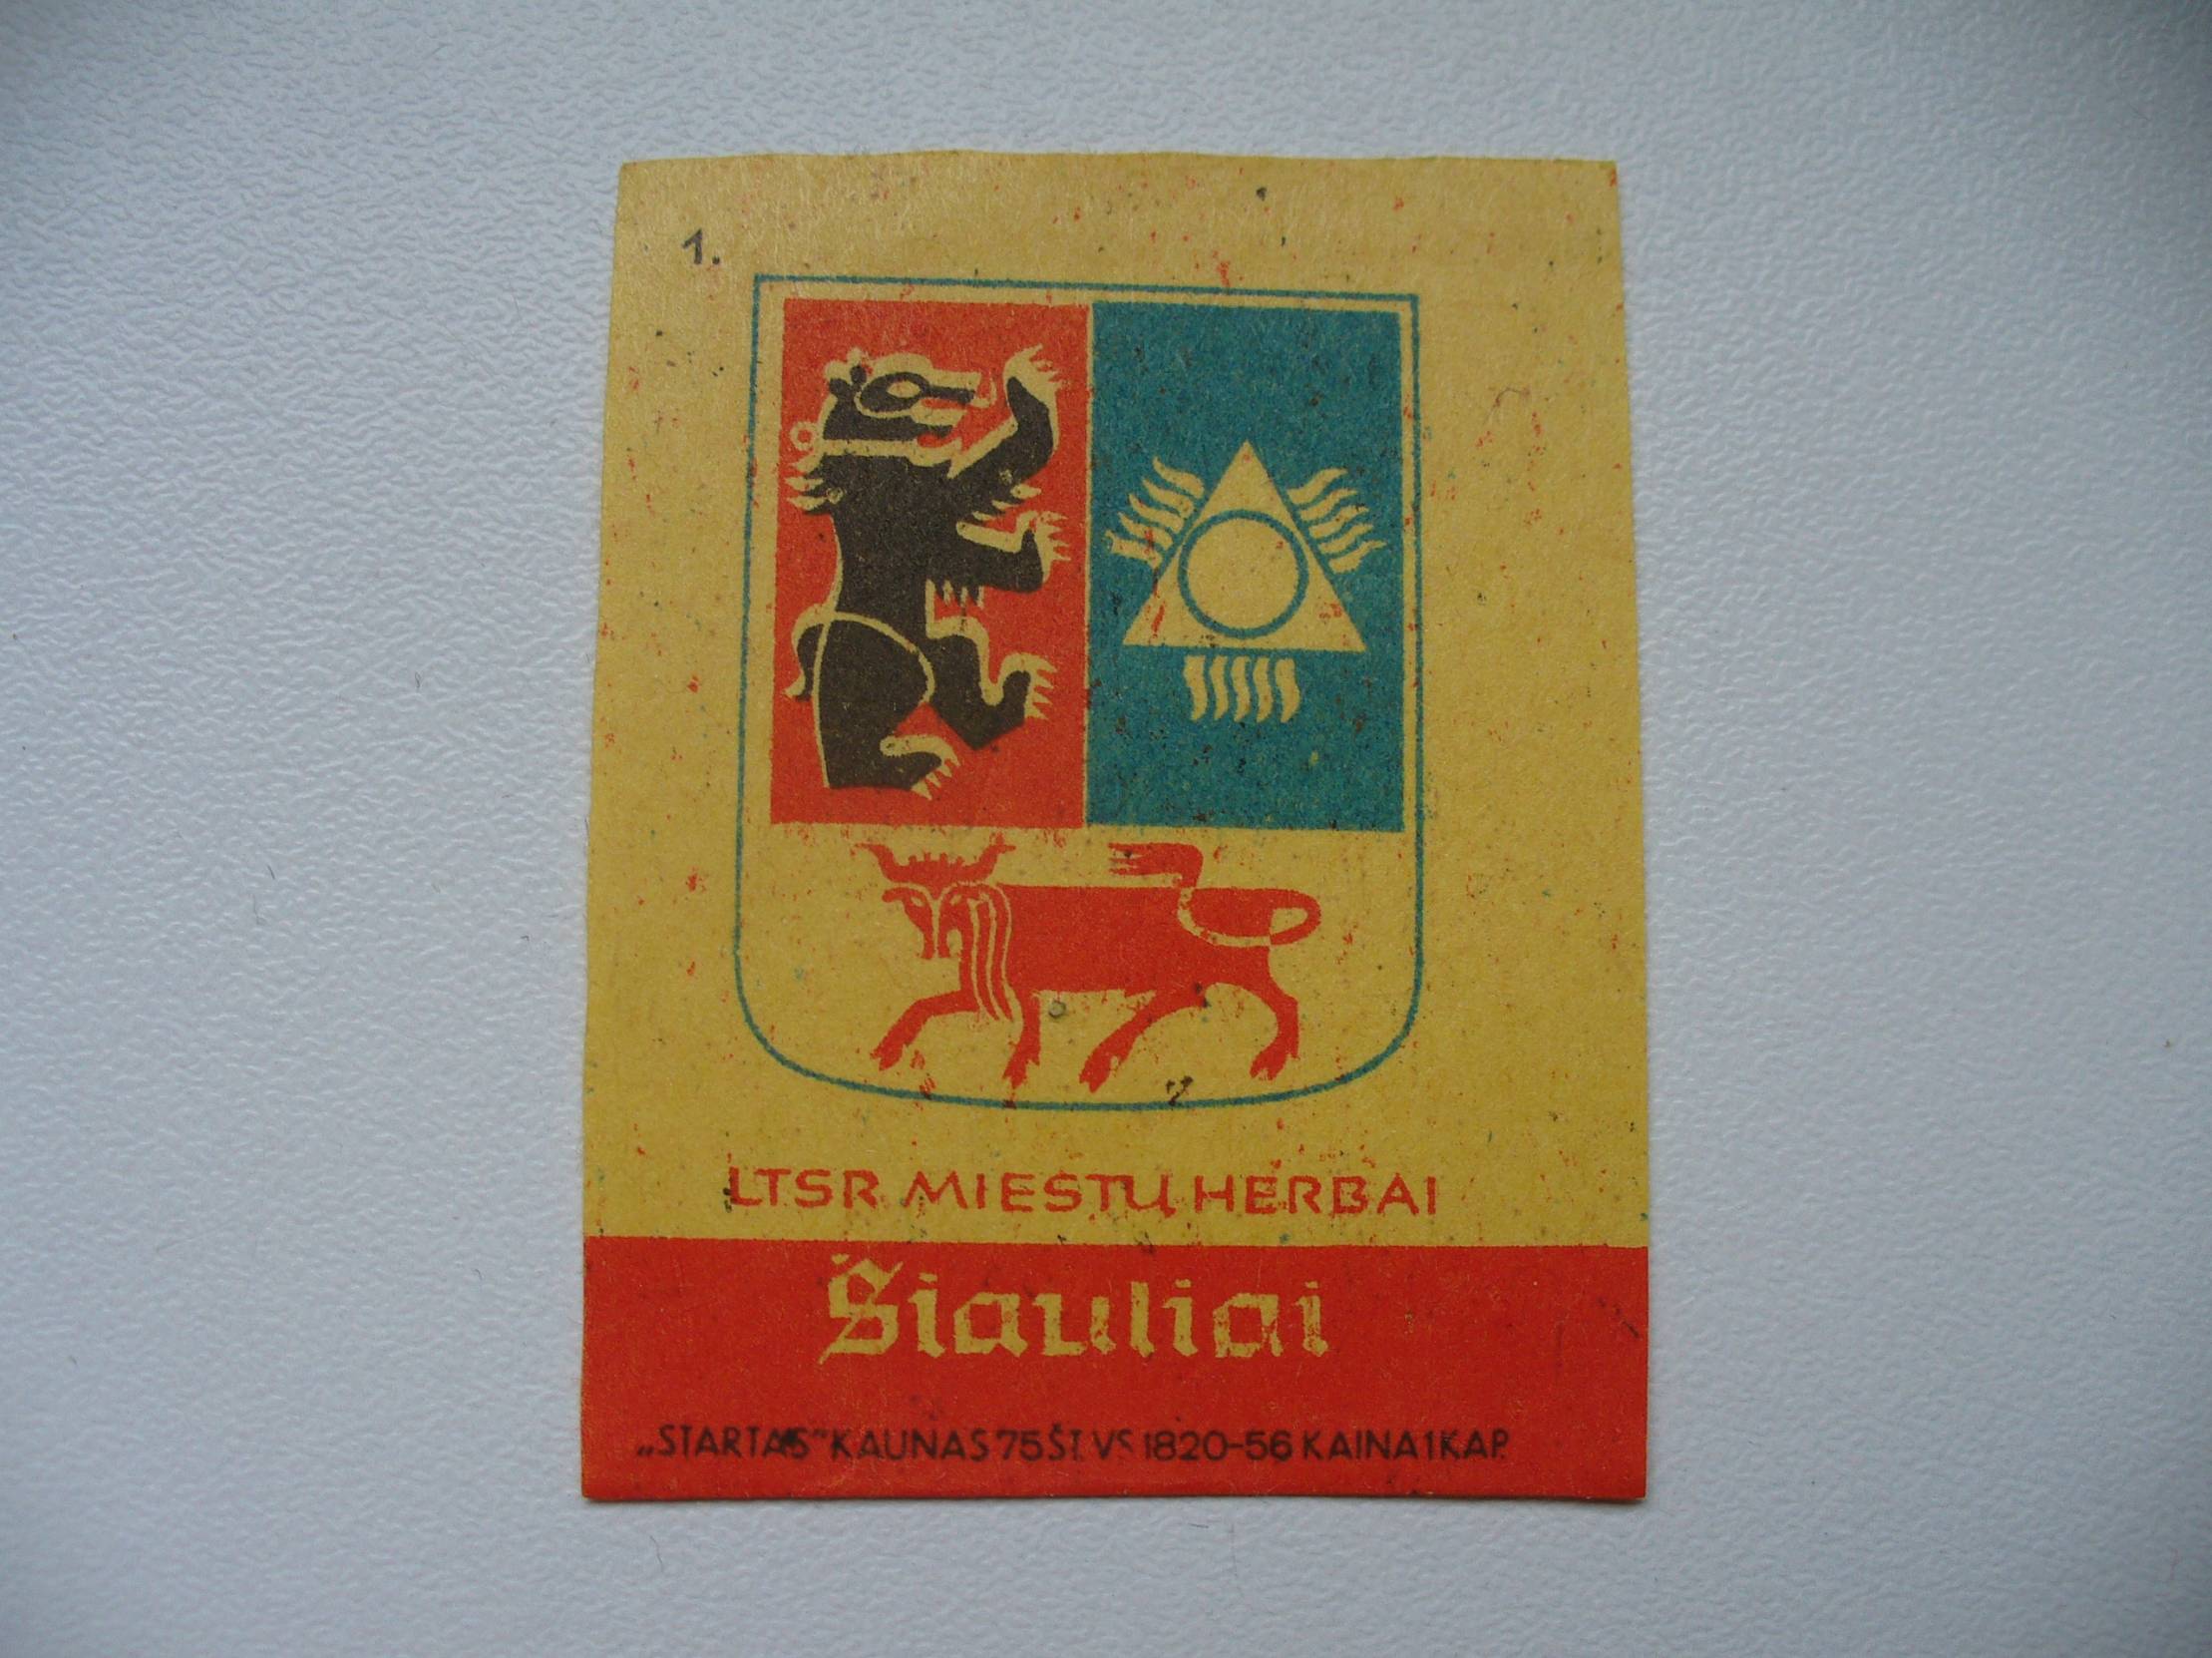 1.
LTSR MIESTŲ HERBAI
Šiauliai
„STARTAS" KAUNAS 75 ŠT. VS 1820-56 KAINA 1 KAP.